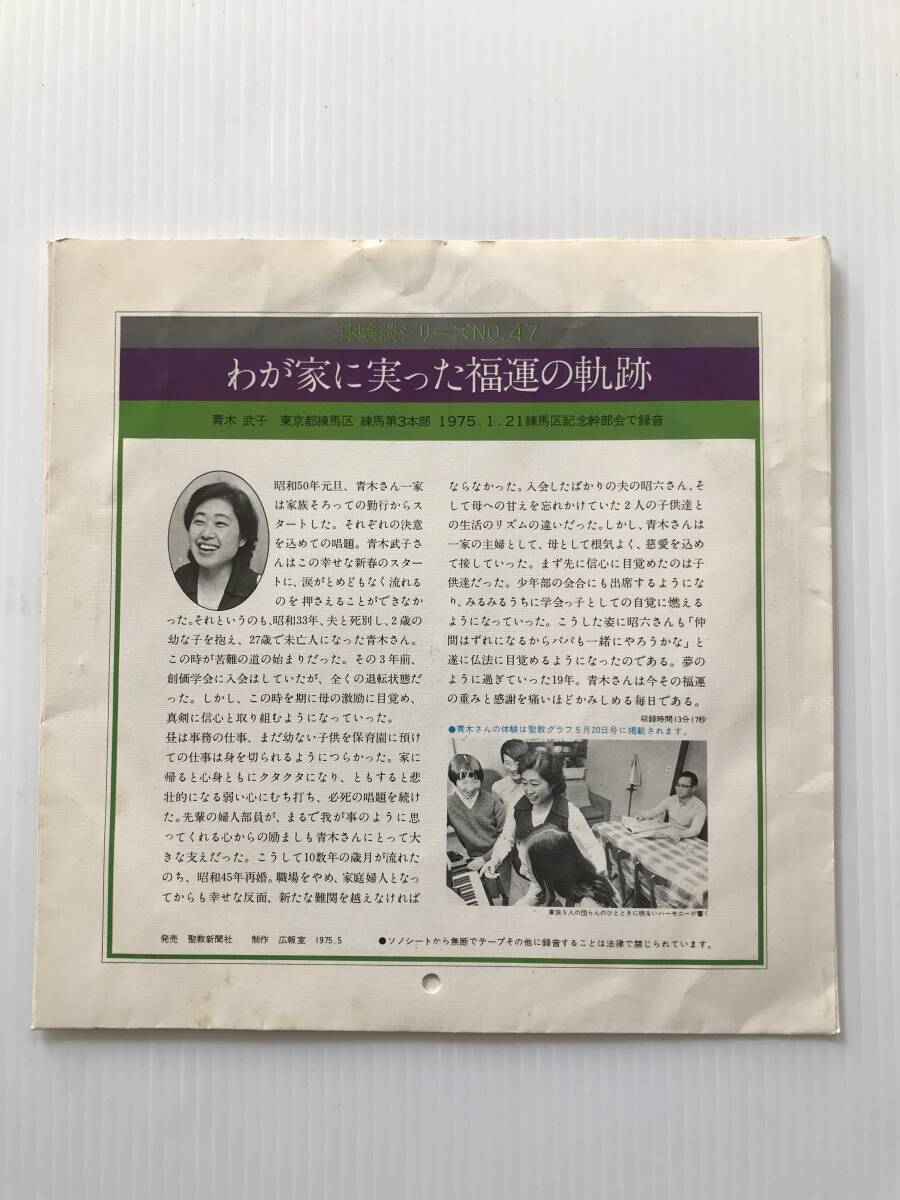 体験談シリーズNO.47
わが家に実った福運の軌跡
青木 武子 東京都練馬区 練馬第3本部 1975.1.21練馬区記念幹部会で録音
昭和50年元旦、青木さん一家
は家族そろっての勤行からス
タートした。それぞれの決意
を込めての唱題。青木武子さ
んはこの幸せな新春のスター
トに、涙がとめどもなく流れる
のを押さえることができなか
った。それというのも、昭和33年、夫と死別し、2歳の
幼な子を抱え、27歳で未亡人になった青木さん。
この時が苦難の道の始まりだった。その3年前、
創価学会に入会はしていたが、全くの退転状態だ
った。しかし、この時を期に母の激励に目覚め、
真剣に信心と取り組むようになっていった。
昼は事務の仕事、まだ幼ない子供を保育園に預け
ての仕事は身を切られるようにつらかった。家に
帰ると心身ともにクタクタになり、ともすると悲
壮的になる弱い心にむち打ち、必死の唱題を続け
た。先輩の婦人部員が、まるで我が事のように思
ってくれる心からの励ましも青木さんにとって大
きな支えだった。こうして10数年の歳月が流れた
のち、昭和45年再婚。職場をやめ、家庭婦人となっ
てからも幸せな反面、新たな難関を越えなければ
ならなかった。入会したばかりの夫の昭六さん、そ
して母への甘えを忘れかけていた2人の子供達と
の生活のリズムの違いだった。しかし、青木さんは
一家の主婦として、母として根気よく、慈愛を込め
て接していった。まず先に信心に目覚めたのは子
供達だった。少年部の会合にも出席するようにな
り、みるみるうちに学会っ子としての自覚に燃える
ようになっていった。こうした姿に昭六さんも「仲
間はずれになるからパパも一緒にやろうかな」と
遂に仏法に目覚めるようになったのである。夢の
ように過ぎていった19年。青木さんは今その福運
の重みと感謝を痛いほどかみしめる毎日である。
収録時間13分17秒
●青木さんの体験は聖教グラフ5月20日号に掲載されます。
家族5人の団らんのひとときに明るいハーモニーが響く
発売 聖教新聞社 制作 広報室 1975.5 ●ソノシートから無断でテープその他に録音することは法律で禁じられています。